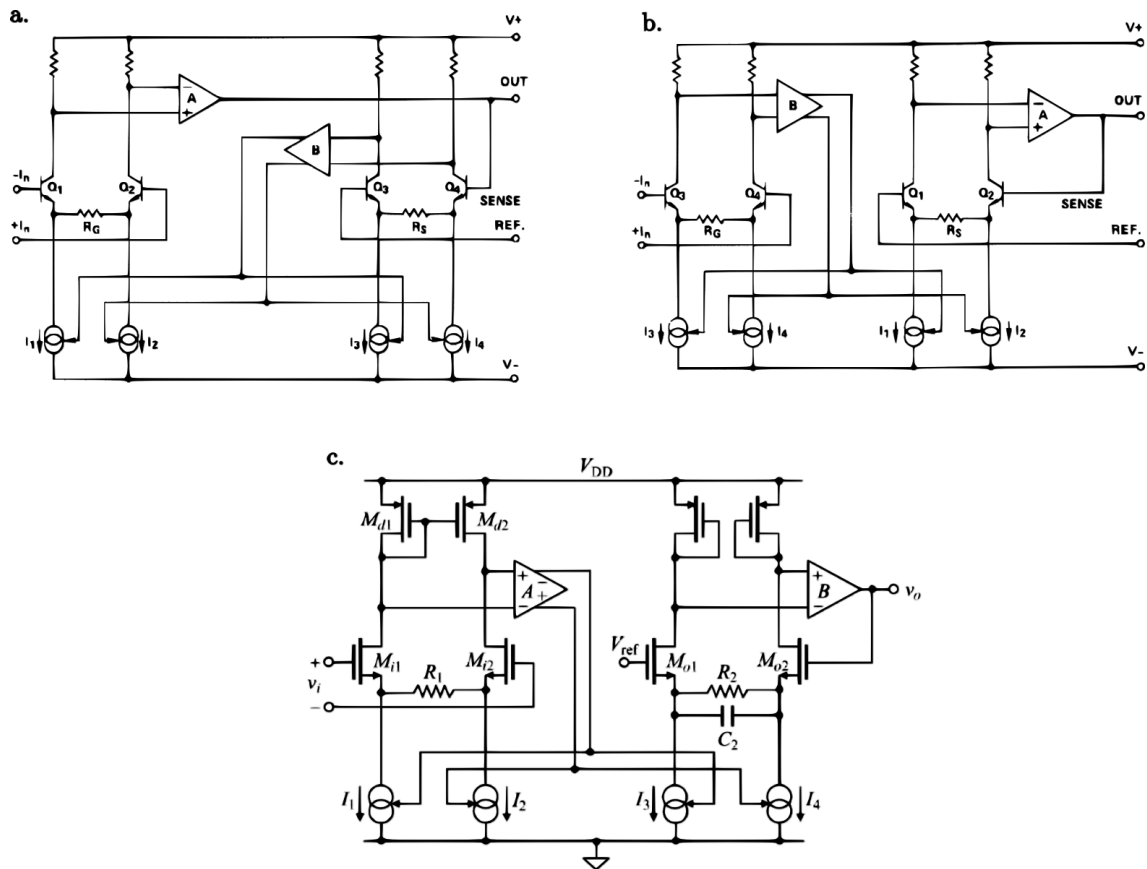 a.
V+
A
−
+
OUT
B
−In
Q1
Q2
Q3
Q4
SENSE
+In
RG
RS
REF.
I1
I2
I3
I4
V-
b.
V+
B
−
A
+
OUT
−In
Q3
Q4
Q1
Q2
SENSE
+In
RG
RS
REF.
I3
I4
I1
I2
V-
c.
VDD
Md1
Md2
+
A
−
+
−
+
B
−
vo
Vref
+
Mi1
Mi2
Mo1
Mo2
vi
R1
R2
−
C2
I1
I2
I3
I4